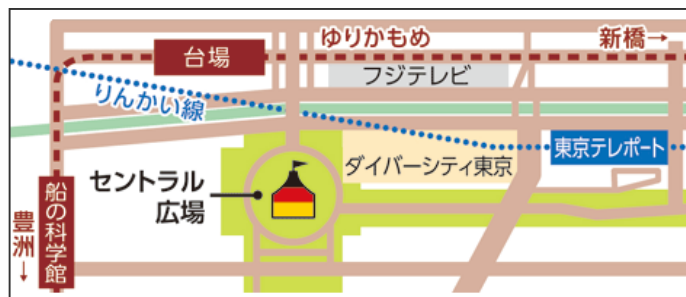 ゆりかもめ
新橋→
台場
フジテレビ
りんかい線
東京テレポート
ダイバーシティ東京
セントラル
広場
船の科学館
豊洲
↓